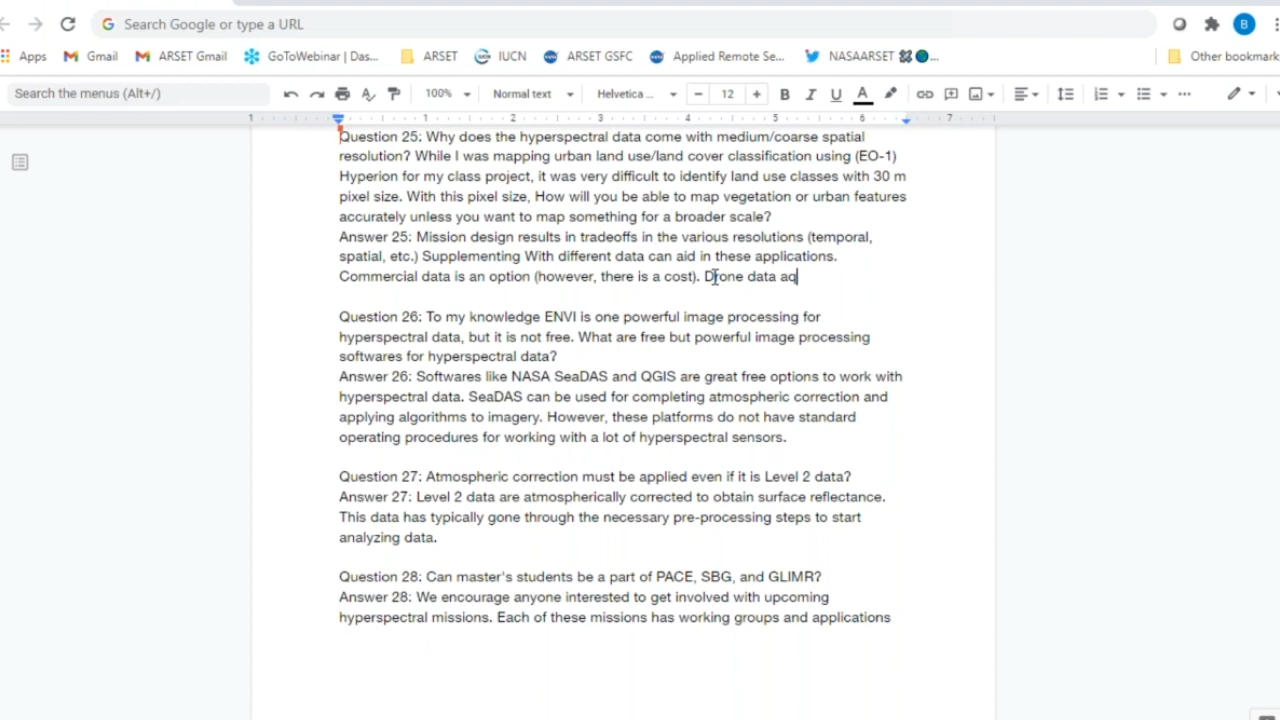 Search Google or type a URL
B
Apps
Gmail
ARSET Gmail
GoToWebinar | Das...
ARSET
IUCN
ARSET GSFC
Applied Remote Se...
NASAARSET
Other bookmark
Search the menus (Alt+/)
100%
Normal text
Helvetica ...
12
B I U A
1 1 2 3 4 5 6 7
Question 25: Why does the hyperspectral data come with medium/coarse spatial
resolution? While I was mapping urban land use/land cover classification using (EO-1)
Hyperion for my class project, it was very difficult to identify land use classes with 30 m
pixel size. With this pixel size, How will you be able to map vegetation or urban features
accurately unless you want to map something for a broader scale?
Answer 25: Mission design results in tradeoffs in the various resolutions (temporal,
spatial, etc.) Supplementing With different data can aid in these applications.
Commercial data is an option (however, there is a cost). Drone data aq
Question 26: To my knowledge ENVI is one powerful image processing for
hyperspectral data, but it is not free. What are free but powerful image processing
softwares for hyperspectral data?
Answer 26: Softwares like NASA SeaDAS and QGIS are great free options to work with
hyperspectral data. SeaDAS can be used for completing atmospheric correction and
applying algorithms to imagery. However, these platforms do not have standard
operating procedures for working with a lot of hyperspectral sensors.
Question 27: Atmospheric correction must be applied even if it is Level 2 data?
Answer 27: Level 2 data are atmospherically corrected to obtain surface reflectance.
This data has typically gone through the necessary pre-processing steps to start
analyzing data.
Question 28: Can master's students be a part of PACE, SBG, and GLIMR?
Answer 28: We encourage anyone interested to get involved with upcoming
hyperspectral missions. Each of these missions has working groups and applications